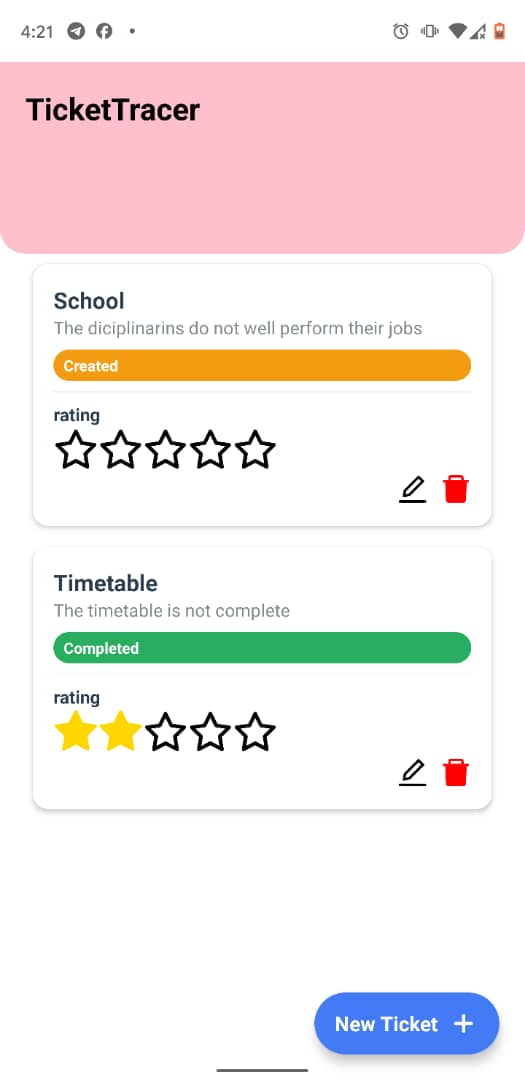 4:21
TicketTracer
School
The diciplinarins do not well perform their jobs
Created
rating
Timetable
The timetable is not complete
Completed
rating
New Ticket +